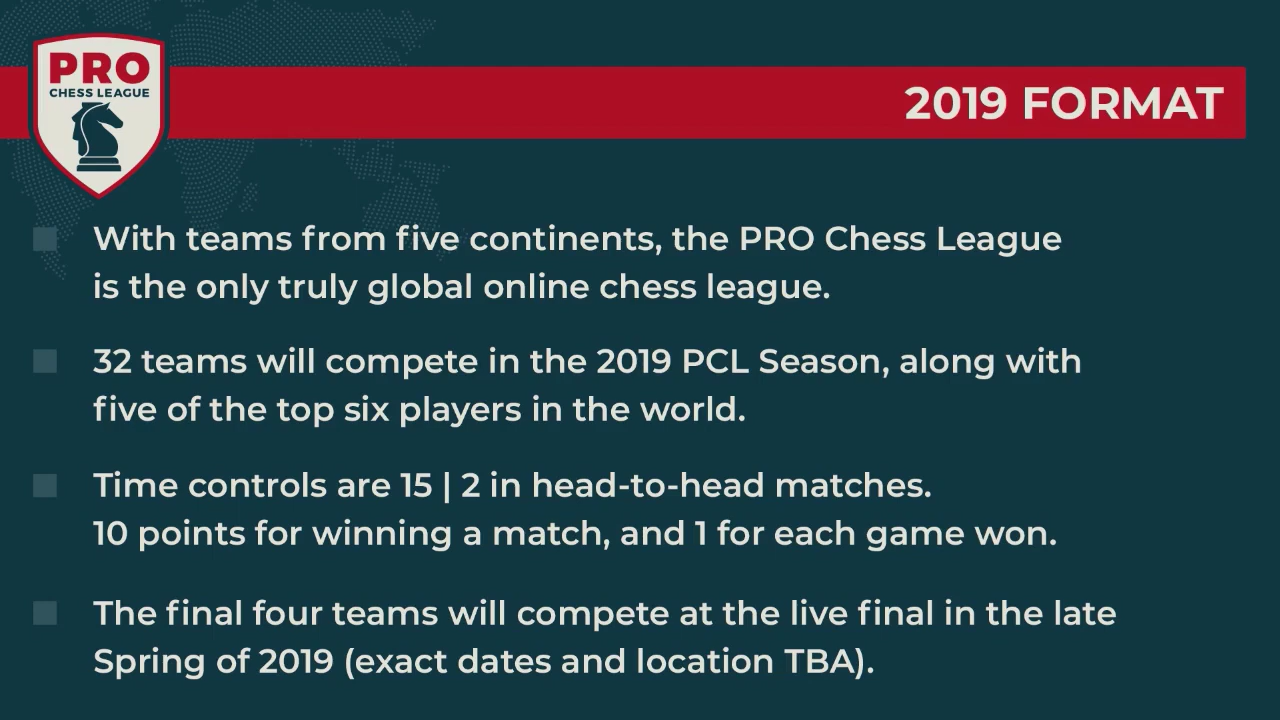 PRO
CHESS LEAGUE
2019 FORMAT
With teams from five continents, the PRO Chess League
is the only truly global online chess league.
32 teams will compete in the 2019 PCL Season, along with
five of the top six players in the world.
Time controls are 15 | 2 in head-to-head matches.
10 points for winning a match, and 1 for each game won.
The final four teams will compete at the live final in the late
Spring of 2019 (exact dates and location TBA).